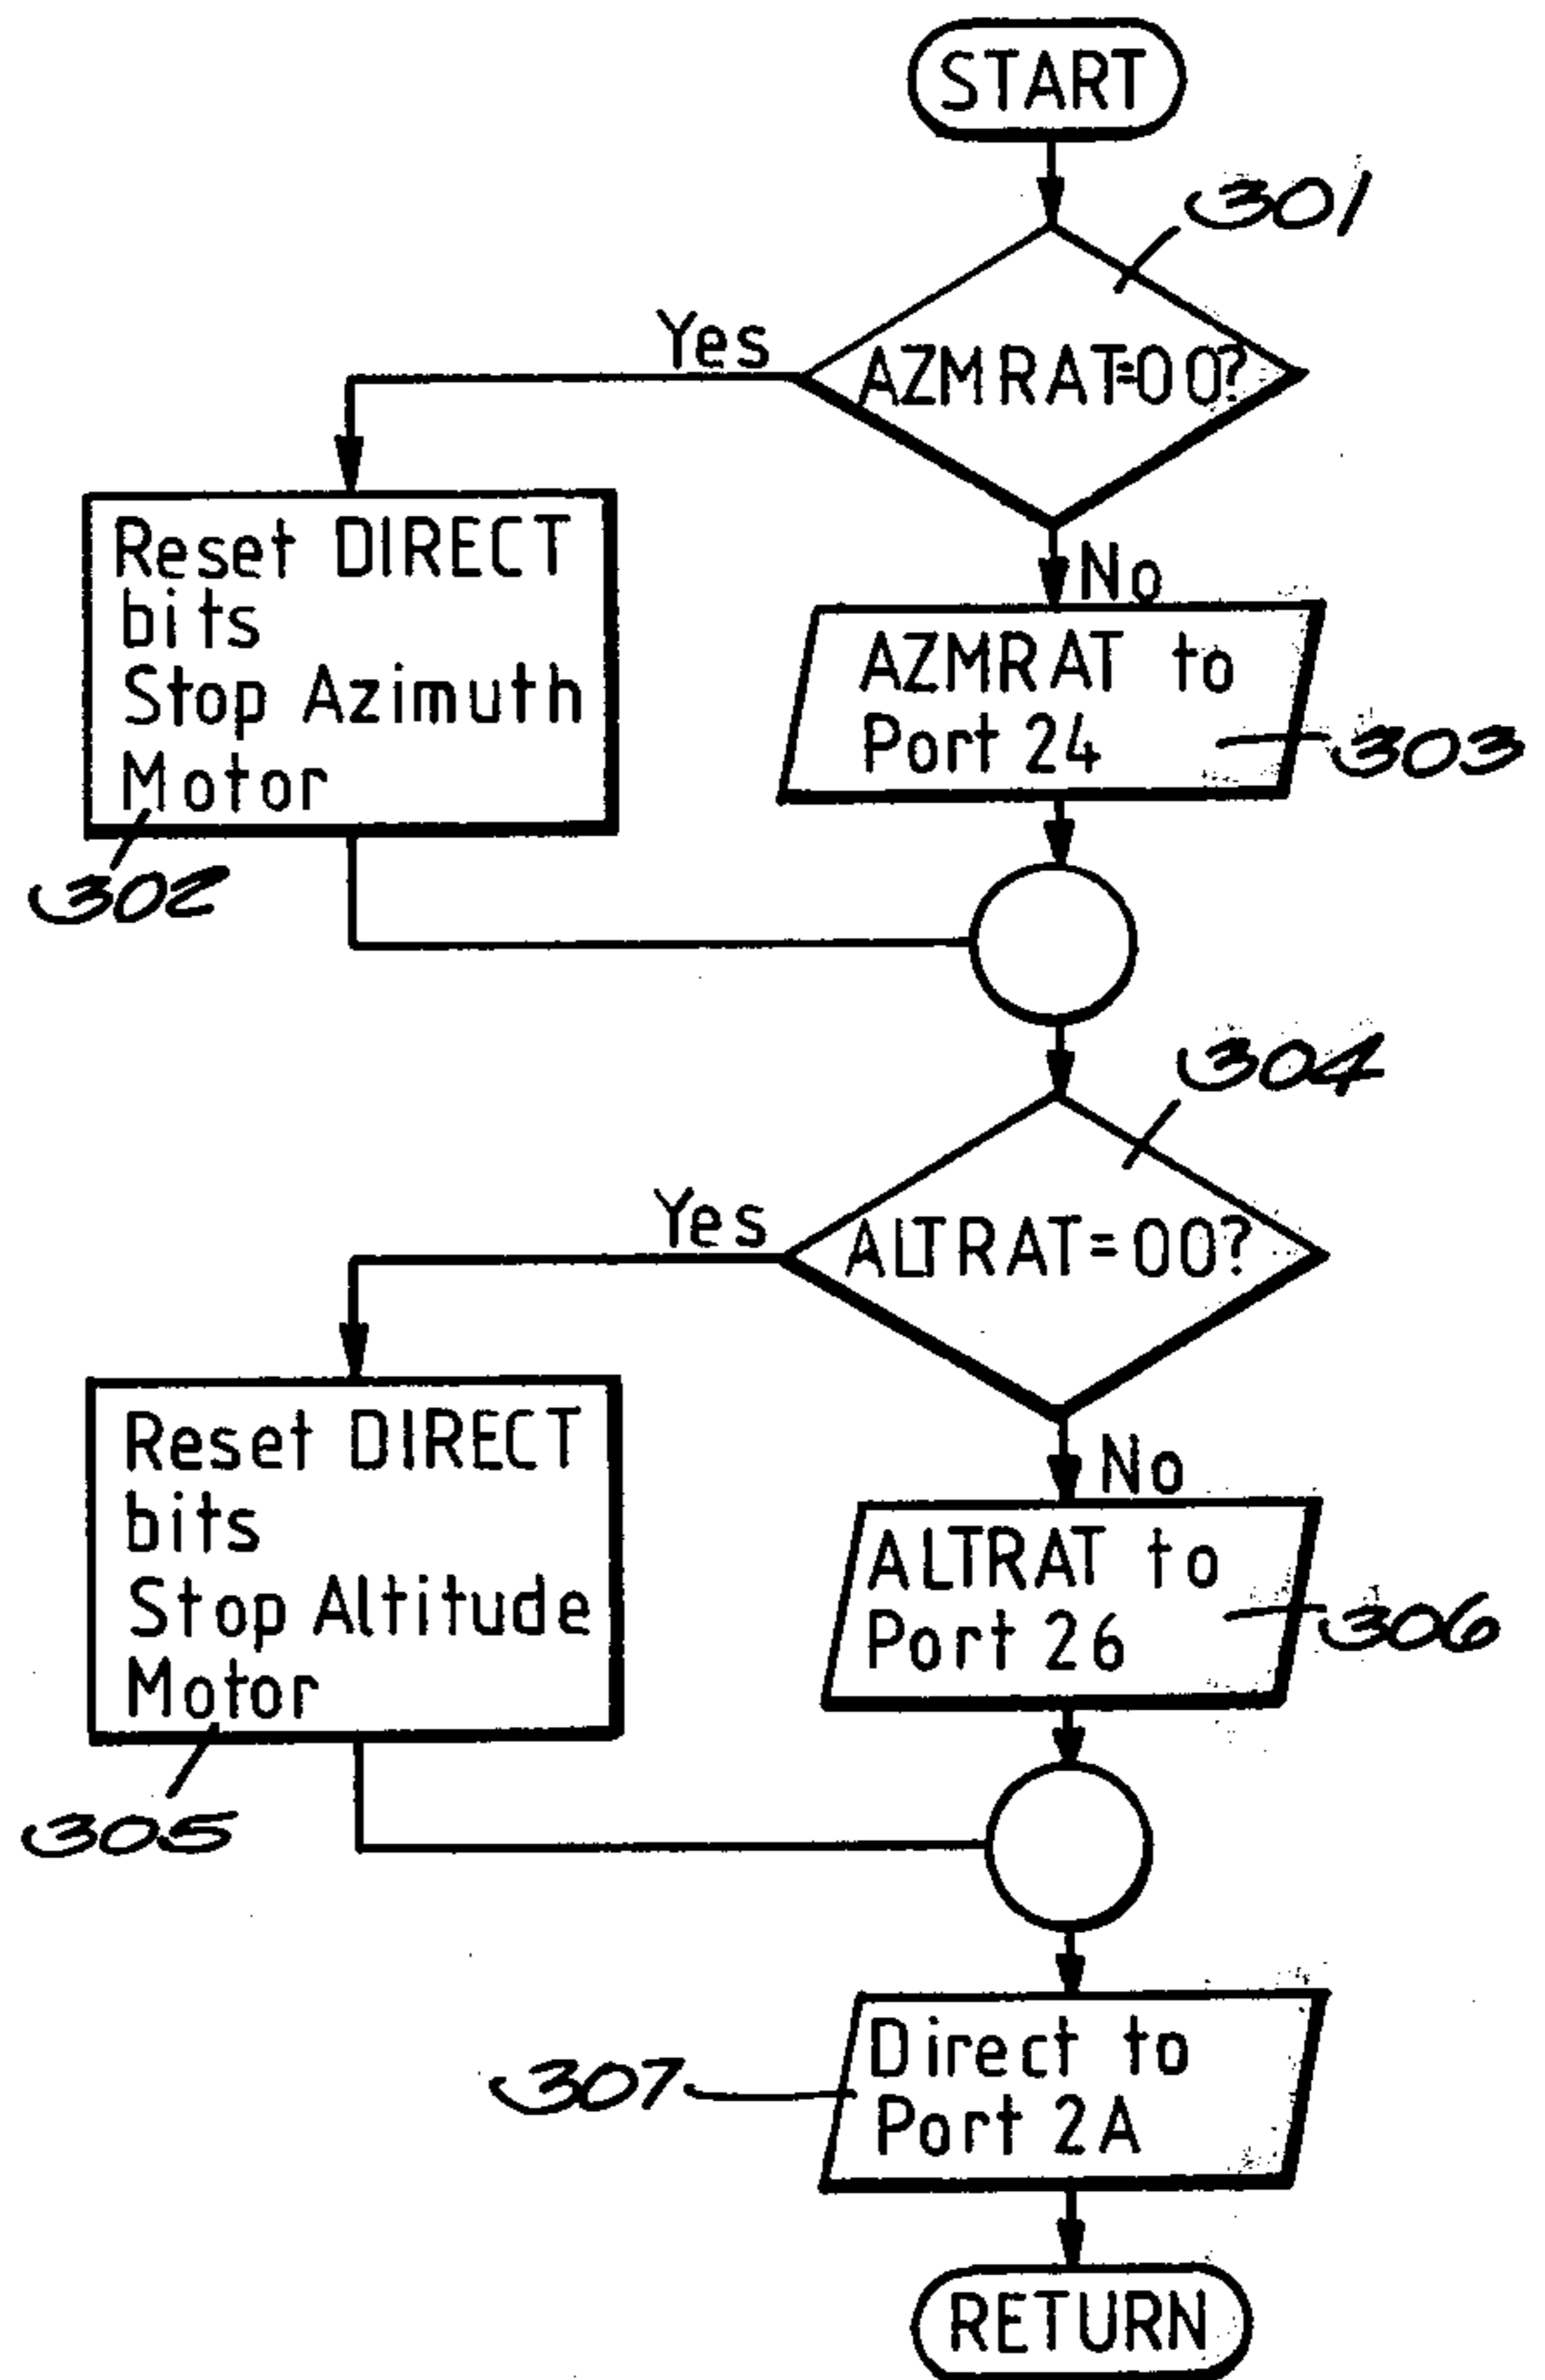 START
301
Yes
AZMRAT=00?
No
Reset DIRECT
bits
Stop Azimuth
Motor
302
AZMRAT to
Port 24
303
304
Yes
ALTRAT=00?
No
Reset DIRECT
bits
Stop Altitude
Motor
305
ALTRAT to
Port 26
306
307
Direct to
Port 2A
RETURN